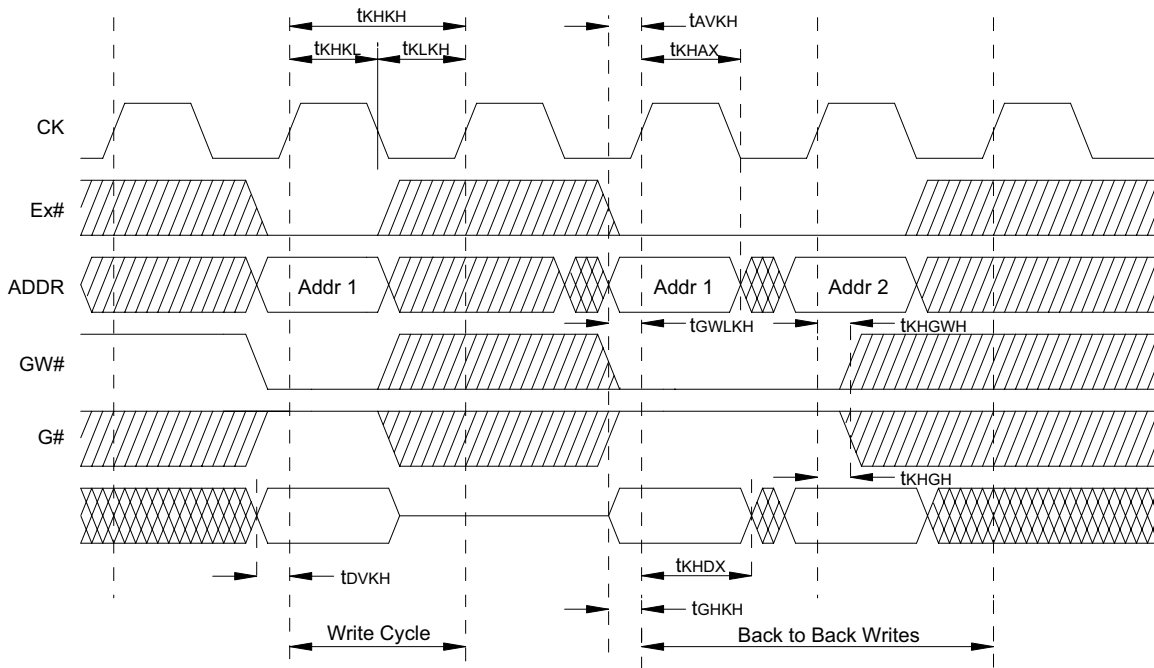 tKHKH
tAVKH
tKHKL
tKLKH
tKHAX
CK
Ex#
ADDR
Addr 1
Addr 1
Addr 2
tGWLKH
tKHGWH
GW#
G#
tKHGH
tDVKH
tKHDX
tGHKH
Write Cycle
Back to Back Writes